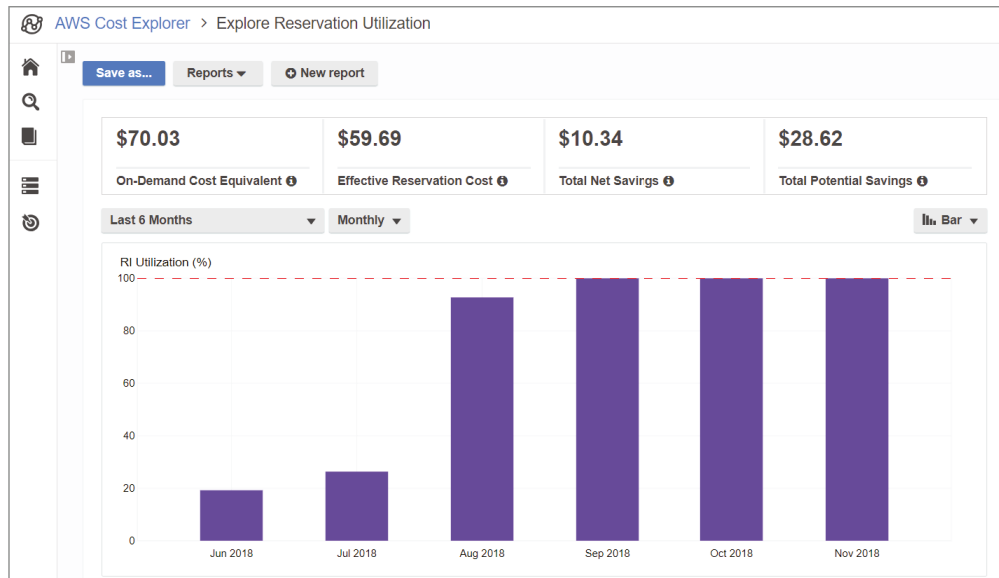 AWS Cost Explorer > Explore Reservation Utilization
Save as... Reports New report
$70.03 $59.69 $10.34 $28.62
On-Demand Cost Equivalent Effective Reservation Cost Total Net Savings Total Potential Savings
Last 6 Months Monthly Bar
RI Utilization (%)
100
80
60
40
20
0
Jun 2018 Jul 2018 Aug 2018 Sep 2018 Oct 2018 Nov 2018